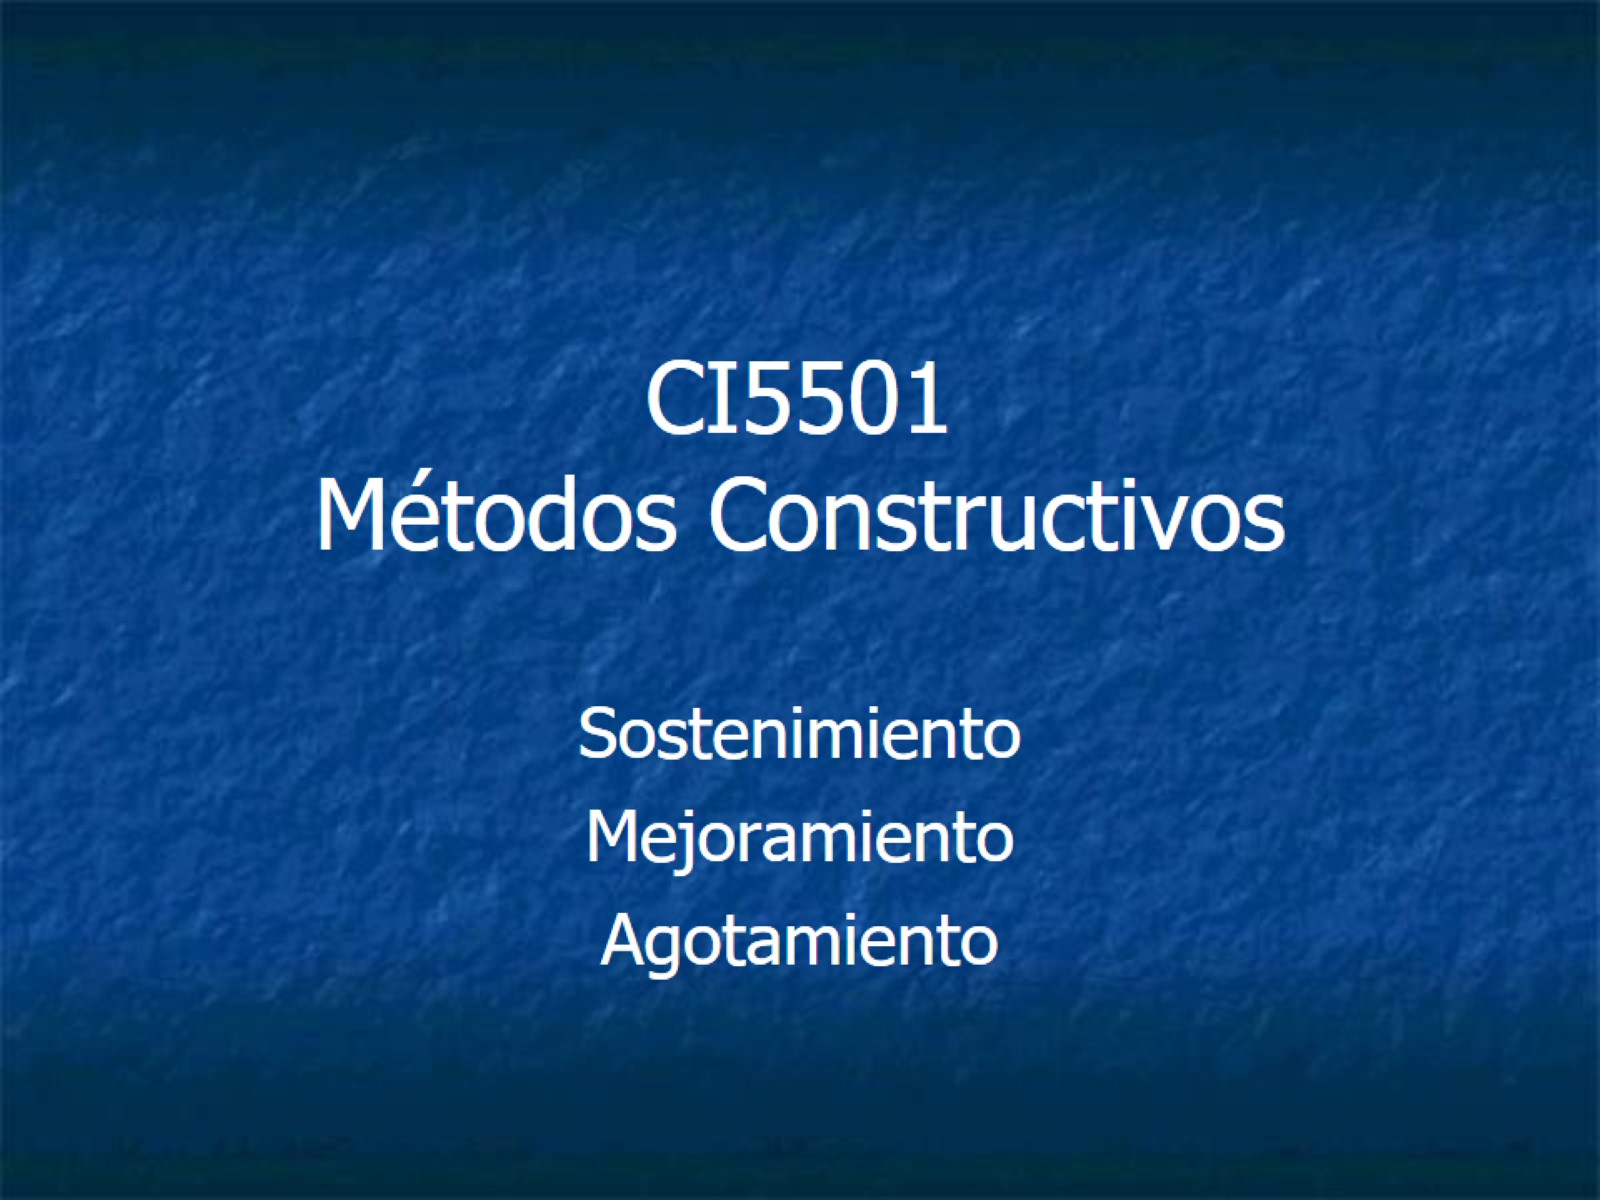 CI5501
Métodos Constructivos
Sostenimiento
Mejoramiento
Agotamiento